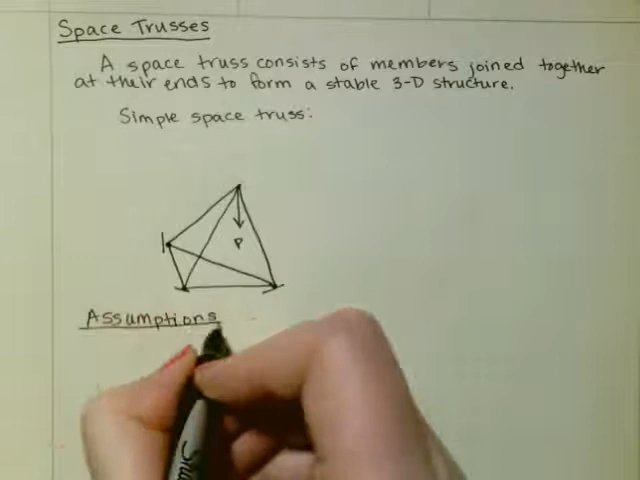 Space Trusses
A space truss consists of members joined together
at their ends to form a stable 3-D structure.
Simple space truss:
P
Assumptions